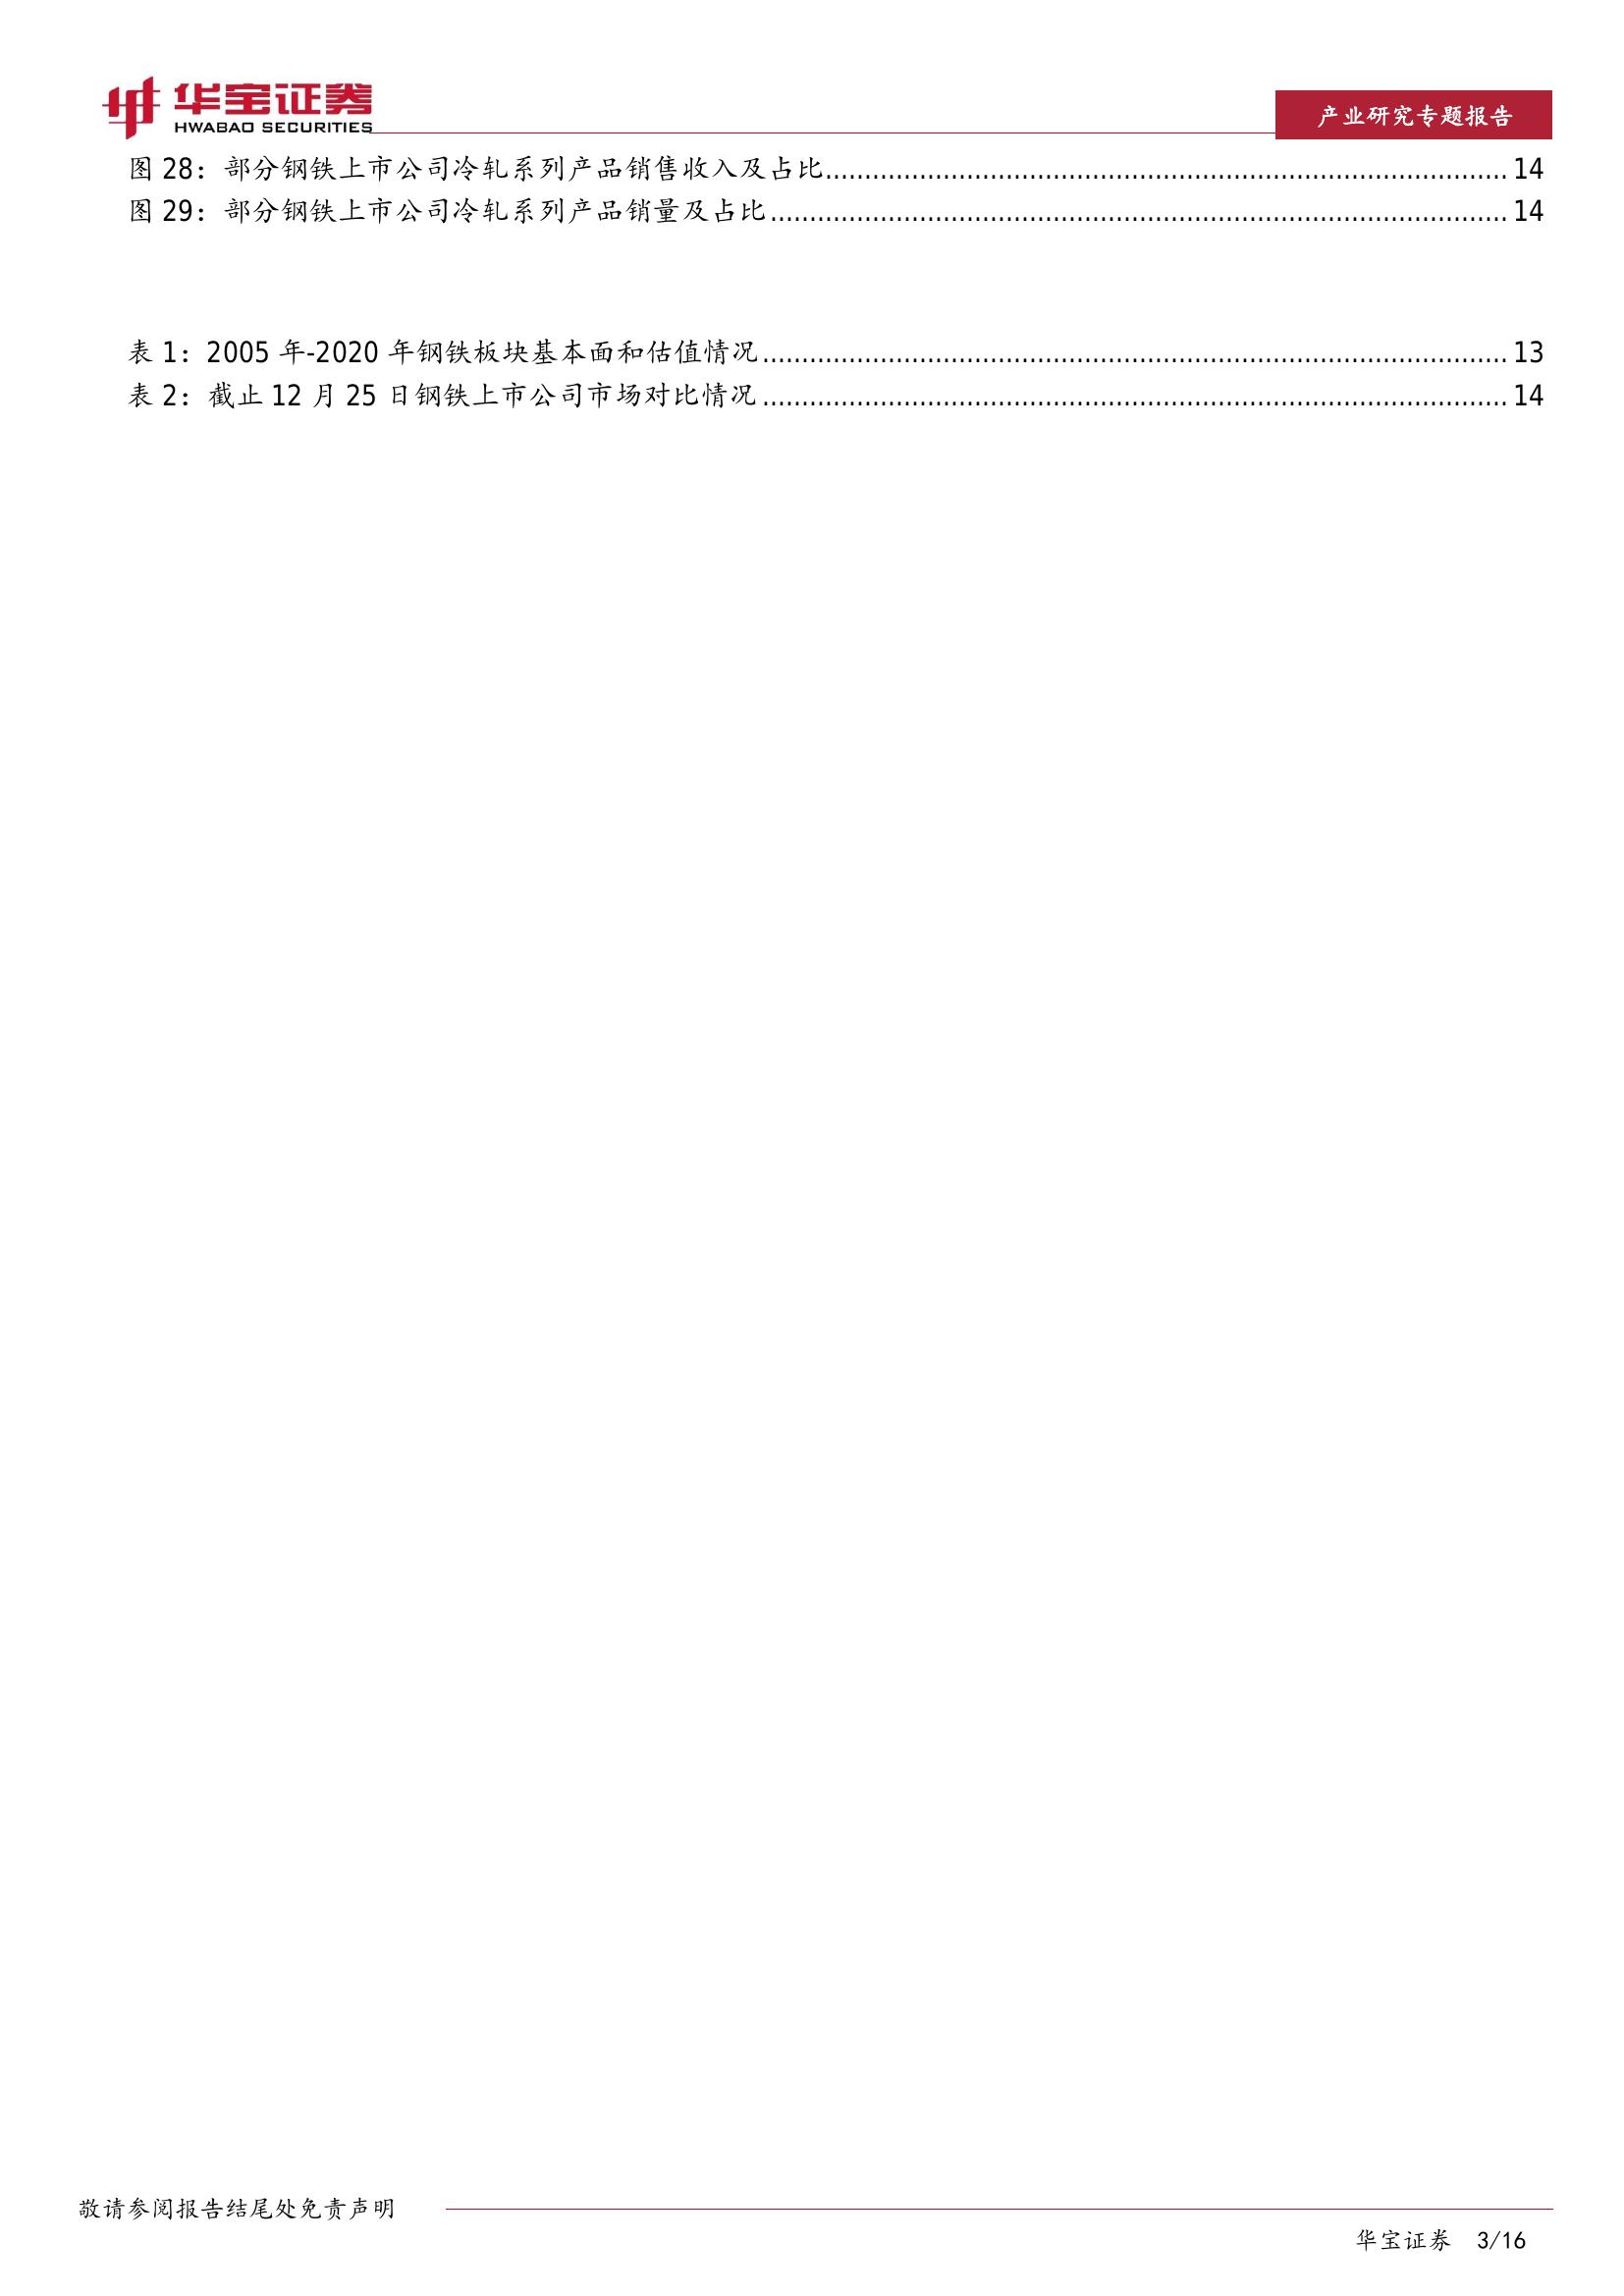 华宝证券
HWABAO SECURITIES
产业研究专题报告
图 28：部分钢铁上市公司冷轧系列产品销售收入及占比........................................................................................ 14
图 29：部分钢铁上市公司冷轧系列产品销量及占比............................................................................................... 14
表 1：2005 年-2020 年钢铁板块基本面和估值情况................................................................................................ 13
表 2：截止 12 月 25 日钢铁上市公司市场对比情况................................................................................................ 14
敬请参阅报告结尾处免责声明
华宝证券 3/16